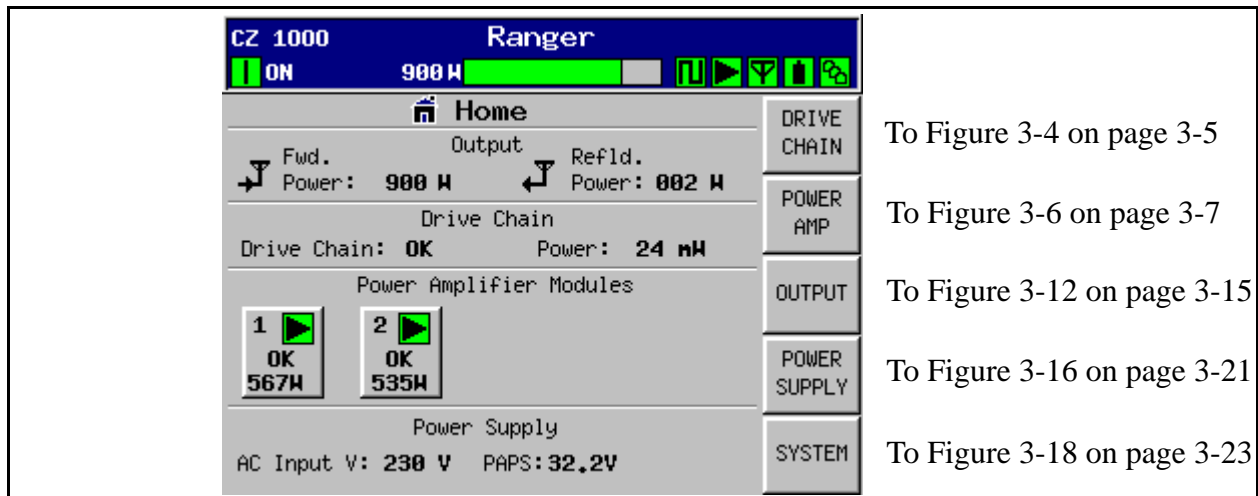 CZ 1000 Ranger
ON 900 W
Home
Output
Fwd. Power: 900 W
Refld. Power: 002 W
Drive Chain
Drive Chain: OK Power: 24 mW
Power Amplifier Modules
1 2
OK OK
567W 535W
Power Supply
AC Input V: 230 V PAPS:32.2V
DRIVE CHAIN
To Figure 3-4 on page 3-5
POWER AMP
To Figure 3-6 on page 3-7
OUTPUT
To Figure 3-12 on page 3-15
POWER SUPPLY
To Figure 3-16 on page 3-21
SYSTEM
To Figure 3-18 on page 3-23